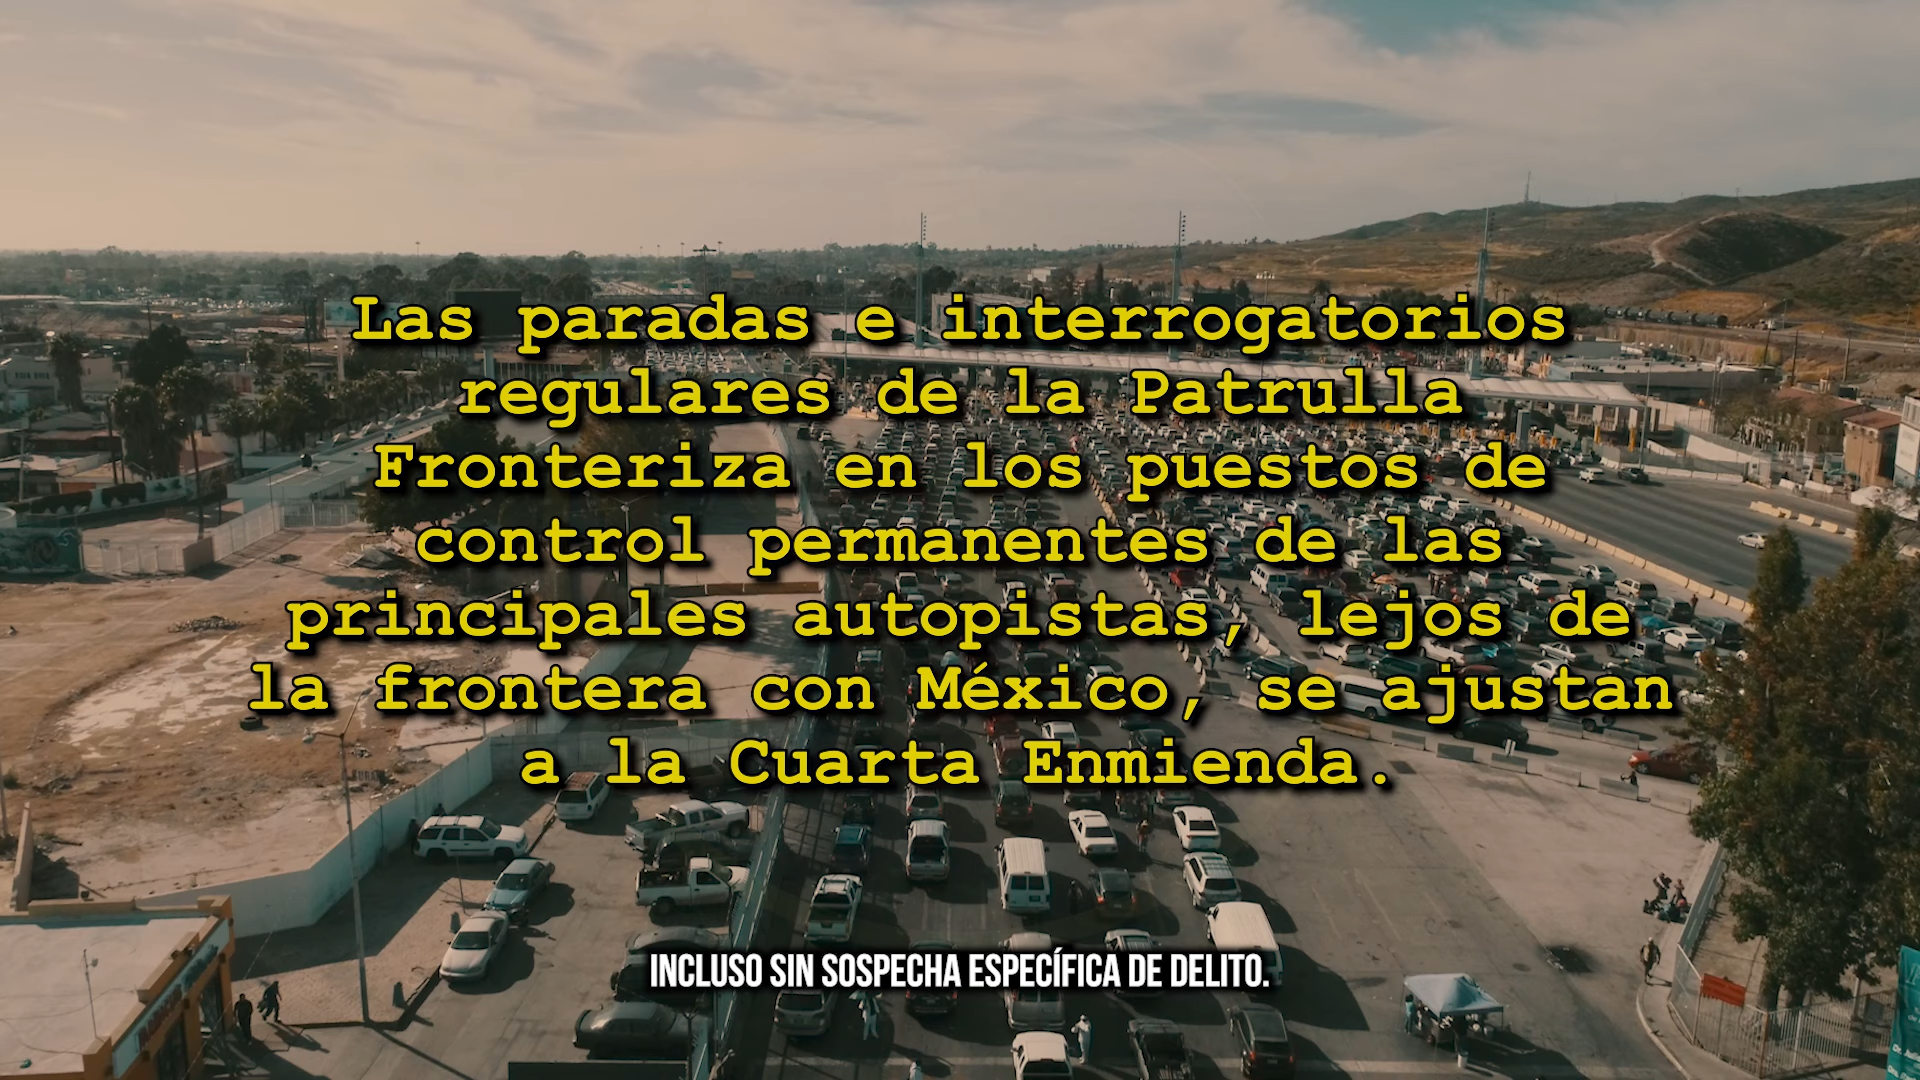 Las paradas e interrogatorios
regulares de la Patrulla
Fronteriza en los puestos de
control permanentes de las
principales autopistas, lejos de
la frontera con México, se ajustan
a la Cuarta Enmienda.
INCLUSO SIN SOSPECHA ESPECÍFICA DE DELITO.